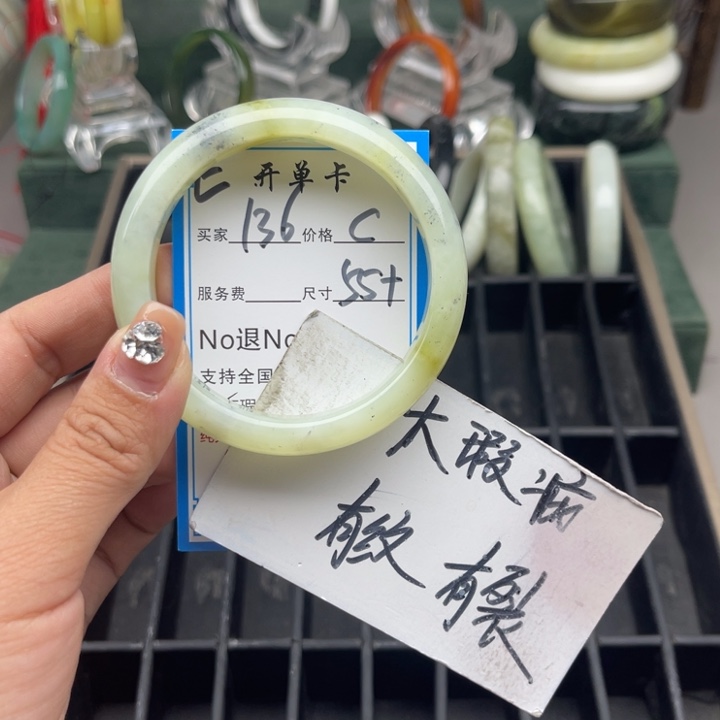 C 开单卡
买家 136 价格 C
服务费 尺寸 55+
No退No
支持全国
大瑕疵
有纹 有裂